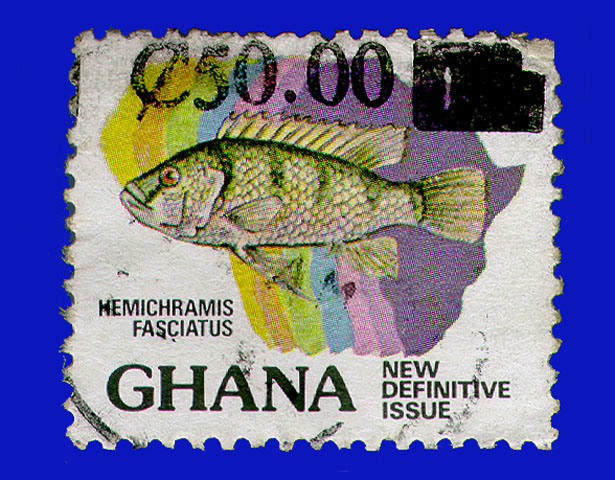 ₵50.00
HEMICHRAMIS
FASCIATUS
GHANA
NEW
DEFINITIVE
ISSUE